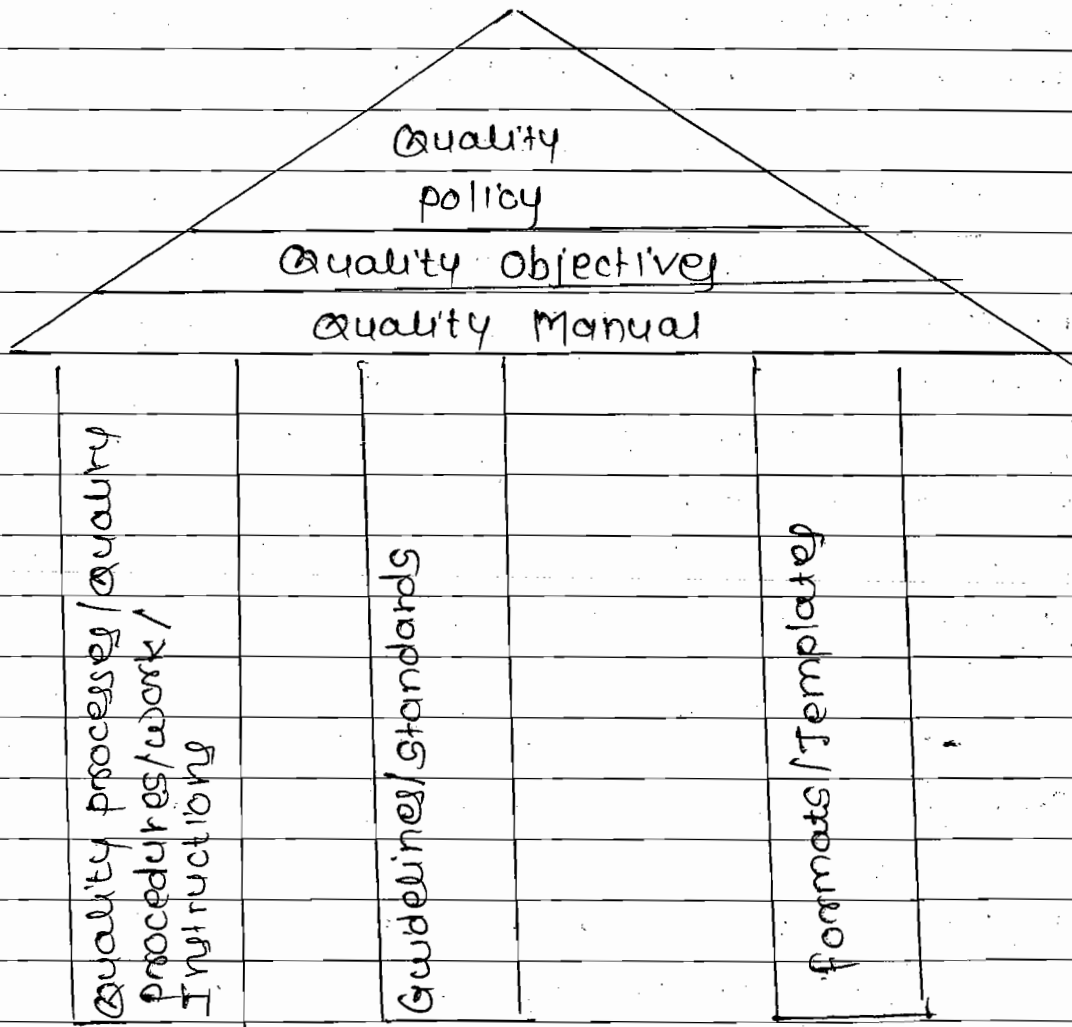 Quality
policy
Quality Objectives
Quality Manual
Quality processes/Quality
procedures/work/
Instructions
Guidelines/standards
formats/Templates